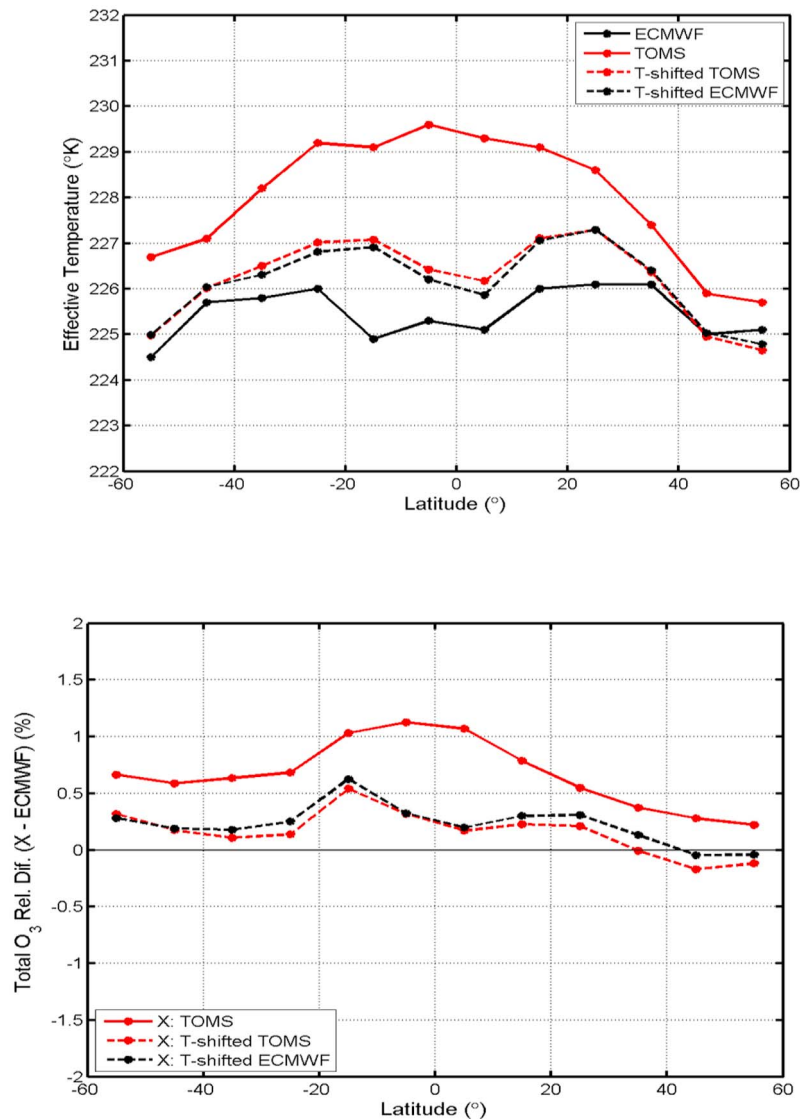 232
231
230
229
228
227
226
225
224
223
222
Effective Temperature (°K)
ECMWF
TOMS
T-shifted TOMS
T-shifted ECMWF
-60 -40 -20 0 20 40 60
Latitude (°)
2
1.5
1
0.5
0
-0.5
-1
-1.5
-2
Total O3 Rel. Dif. (X - ECMWF) (%)
X: TOMS
X: T-shifted TOMS
X: T-shifted ECMWF
-60 -40 -20 0 20 40 60
Latitude (°)